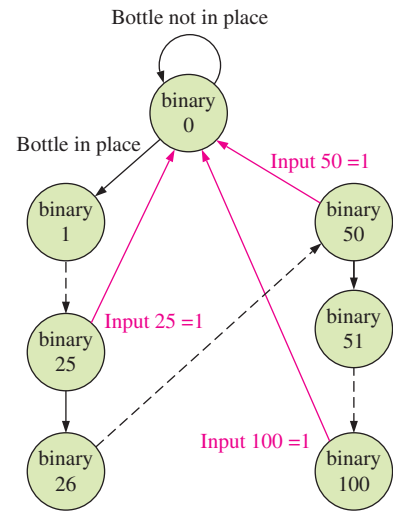 Bottle not in place
binary
0
Bottle in place
Input 50 =1
binary
1
binary
50
Input 25 =1
binary
51
binary
25
Input 100 =1
binary
26
binary
100